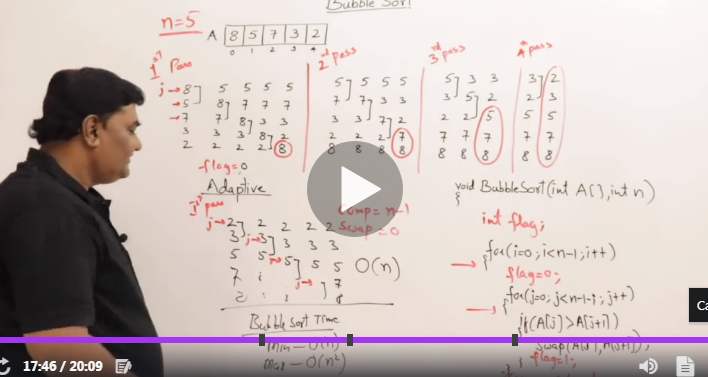 Bubble Sort
n=5
A 8 5 7 3 2
0 1 2 3 4
1st Pass
j→ 8 5 5 5 5
→ 5 8 7 7 7
→ 7 7 8 3 3
3 3 3 8 2
2 2 2 2 8
flag=0
2nd pass
5 5 5 5
7 7 3 3
3 3 7 2
2 2 2 7
8 8 8 8
3rd pass
5 3 3
3 5 2
2 2 5
7 7 7
8 8 8
4th pass
3 2
2 3
5 5
7 7
8 8
Adaptive
1st pass
j→ 2 2 2 2 2
3 j→3 3 3 3
5 5 j→5 5 5
7 j→ 7
8
Comp = n-1
Swap = 0
O(n)
Bubble Sort Time
Min – O(n)
Max – O(n²)
void BubbleSort(int A[], int n)
{
int flag;
for(i=0; i<n-1; i++)
{
flag=0;
for(j=0; j<n-1-i; j++)
{
if(A[j]>A[j+1])
swap(A[j], A[j+1]);
flag=1;
Ca
17:46 / 20:09